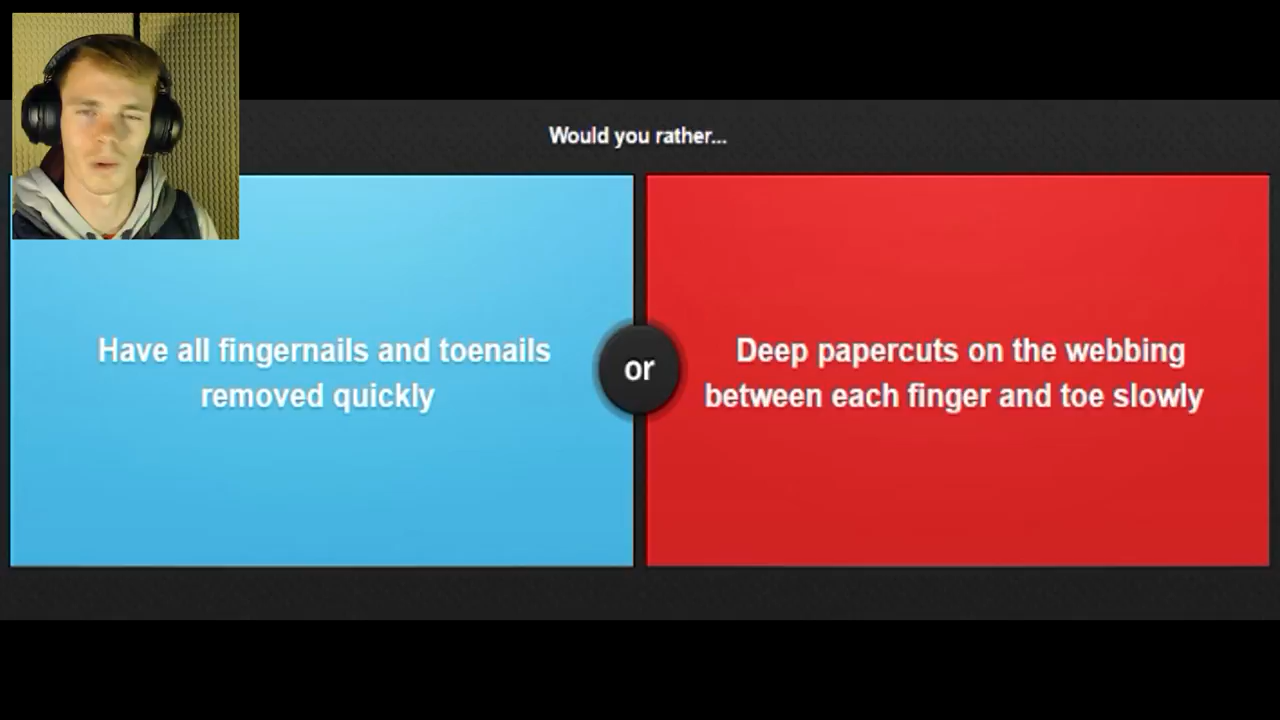 Would you rather...
Have all fingernails and toenails
removed quickly
or
Deep papercuts on the webbing
between each finger and toe slowly